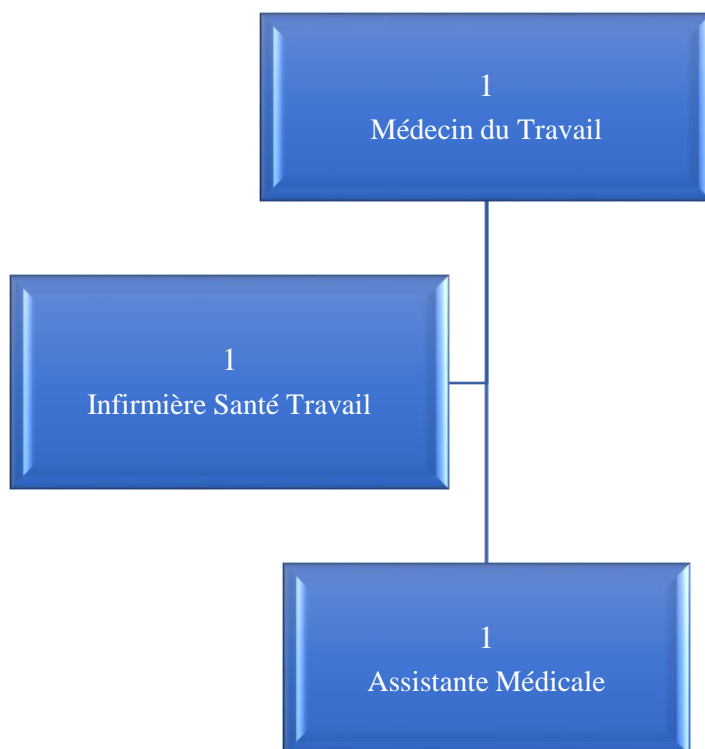 1
Médecin du Travail
1
Infirmière Santé Travail
1
Assistante Médicale